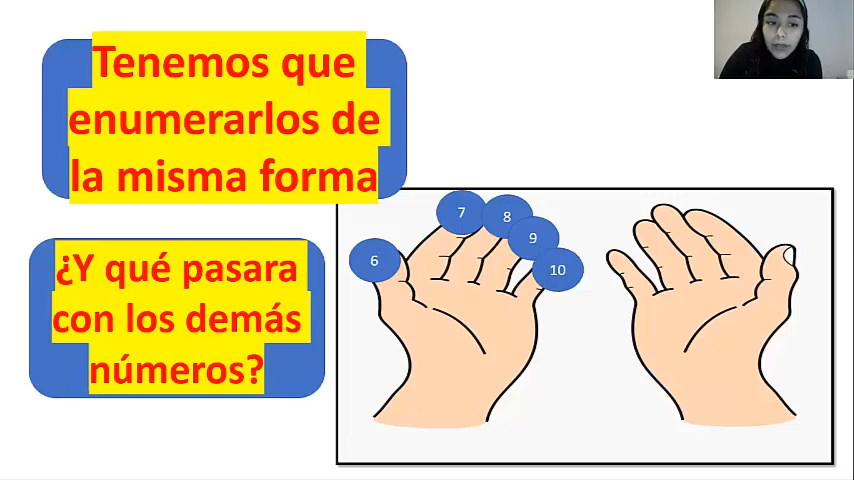 Tenemos que
enumerarlos de
la misma forma
¿Y qué pasara
con los demás
números?
6
7
8
9
10